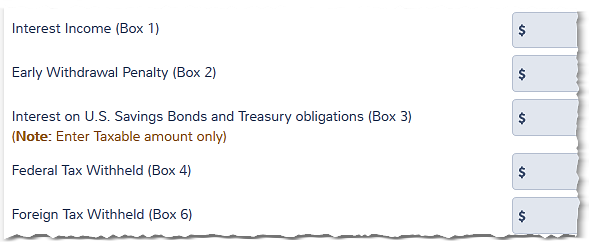 Interest Income (Box 1) $
Early Withdrawal Penalty (Box 2) $
Interest on U.S. Savings Bonds and Treasury obligations (Box 3) $
(Note: Enter Taxable amount only)
Federal Tax Withheld (Box 4) $
Foreign Tax Withheld (Box 6) $